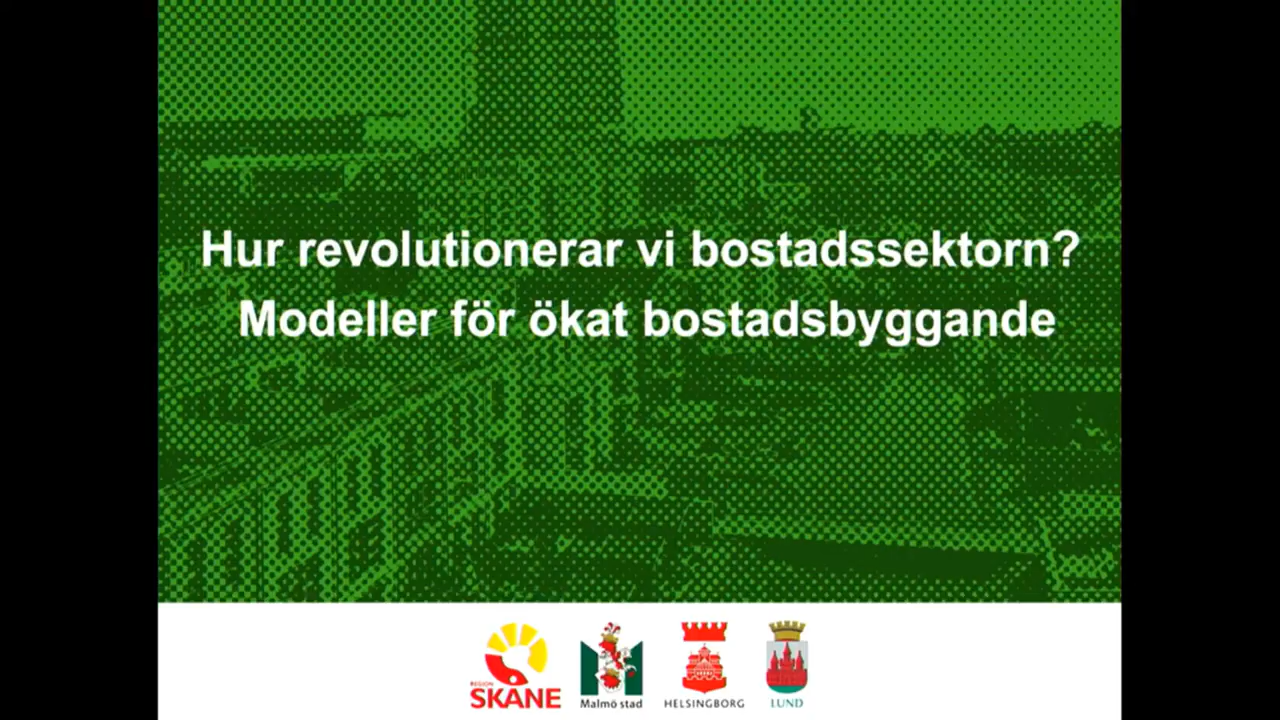 Hur revolutionerar vi bostadssektorn?
Modeller för ökat bostadsbyggande
REGION
SKÅNE
Malmö stad
HELSINGBORG
LUND